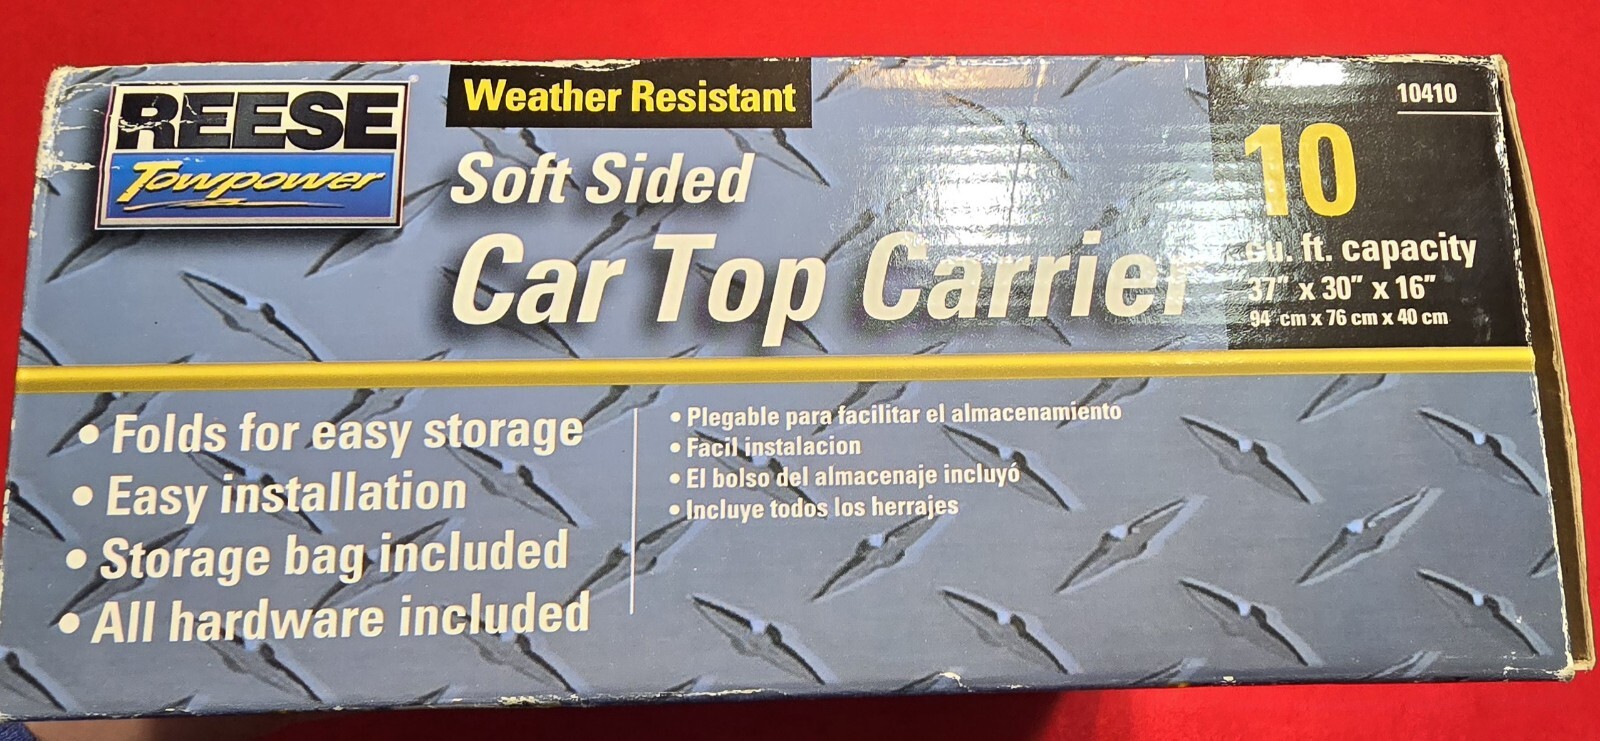 REESE
Towpower
Weather Resistant
Soft Sided
Car Top Carrier
10410
10
cu. ft. capacity
37" x 30" x 16"
94 cm x 76 cm x 40 cm
• Folds for easy storage
• Easy installation
• Storage bag included
• All hardware included
• Plegable para facilitar el almacenamiento
• Facil instalacion
• El bolso del almacenaje incluyó
• Incluye todos los herrajes